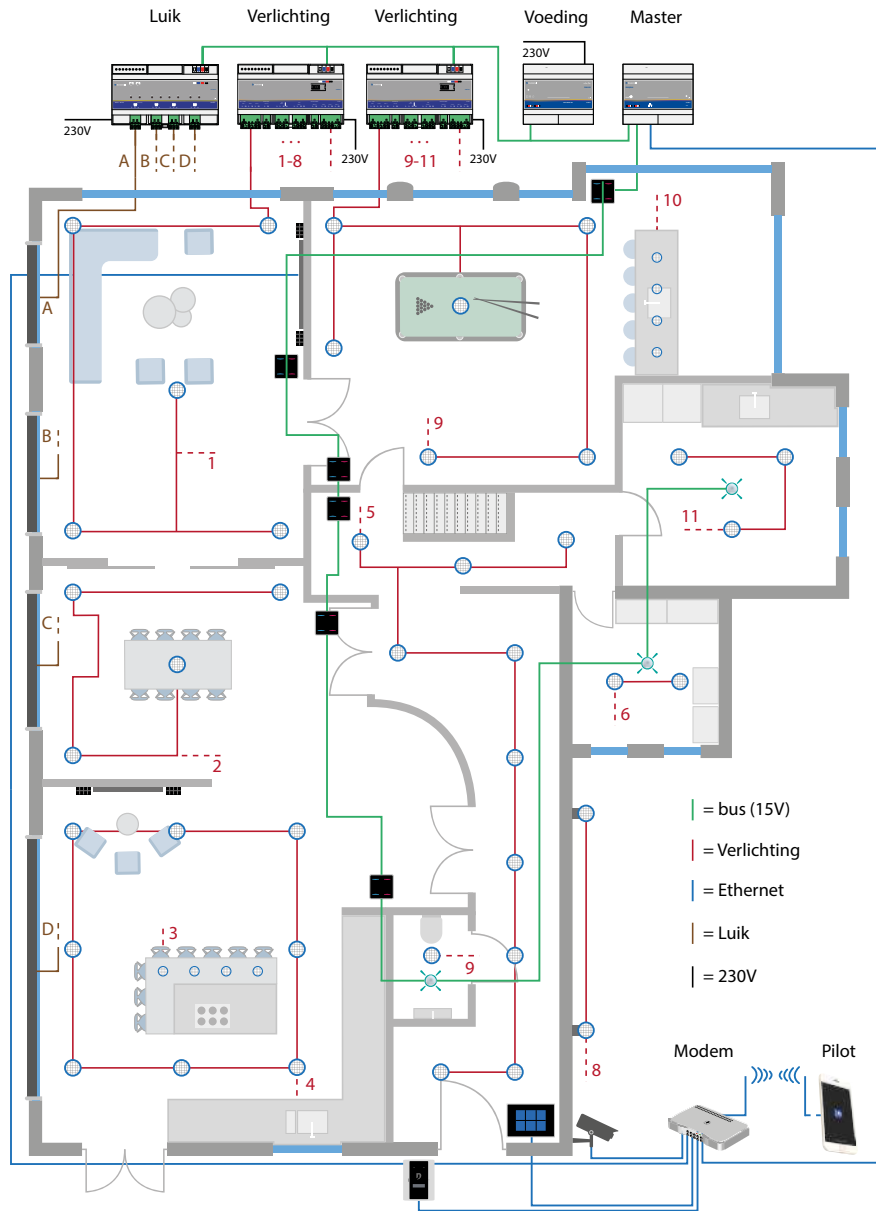 Luik Verlichting Verlichting Voeding Master
230V
230V 230V 230V
A B C D
1-8 9-11
10
A
B
9
1
5
11
C
6
2
= bus (15V)
= Verlichting
= Ethernet
D 3
= Luik
9
= 230V
Modem Pilot
8
4